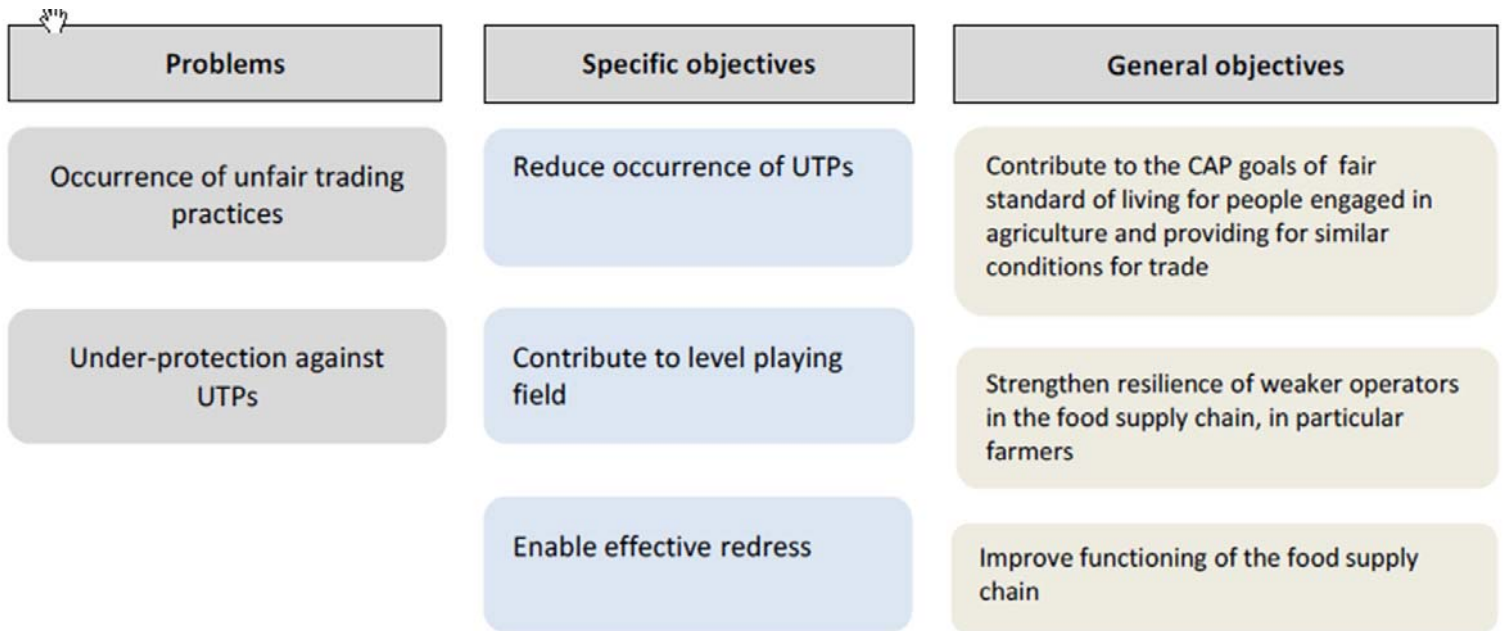 Problems
Occurrence of unfair trading
practices
Under-protection against
UTPs
Specific objectives
Reduce occurrence of UTPs
Contribute to level playing
field
Enable effective redress
General objectives
Contribute to the CAP goals of fair
standard of living for people engaged in
agriculture and providing for similar
conditions for trade
Strengthen resilience of weaker operators
in the food supply chain, in particular
farmers
Improve functioning of the food supply
chain